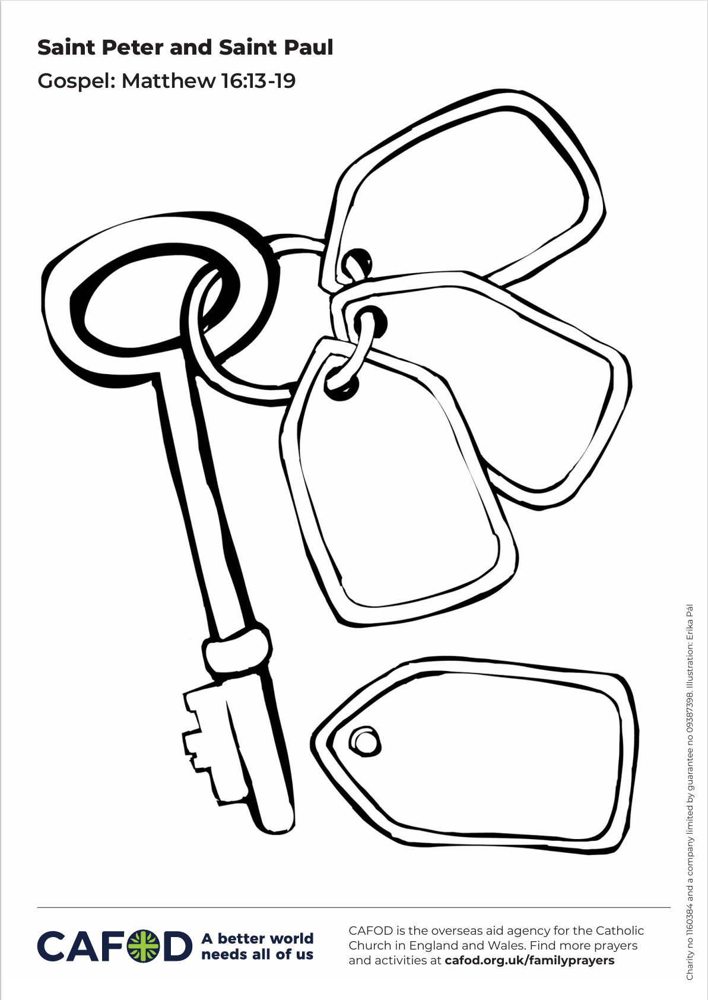 Saint Peter and Saint Paul
Gospel: Matthew 16:13-19
CAFOD
A better world
needs all of us
CAFOD is the overseas aid agency for the Catholic
Church in England and Wales. Find more prayers
and activities at cafod.org.uk/familyprayers
Charity no 1160384 and a company limited by guarantee no 09387398. Illustration: Erika Pál